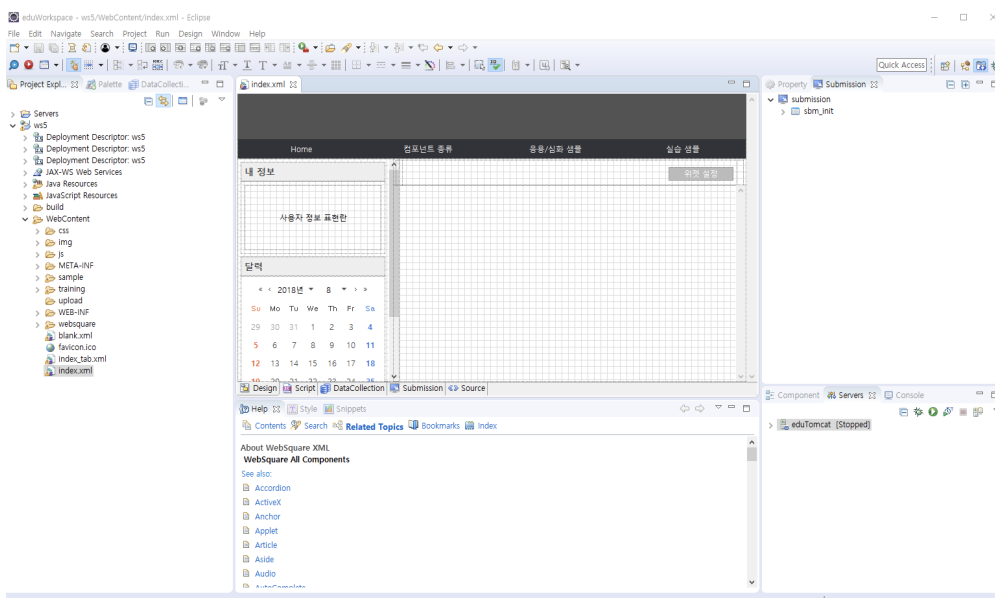 eduWorkspace - ws5/WebContent/index.xml - Eclipse
File Edit Navigate Search Project Run Design Window Help
Quick Access
Project Expl... Palette DataCollecti...
Servers
ws5
Deployment Descriptor: ws5
Deployment Descriptor: ws5
Deployment Descriptor: ws5
JAX-WS Web Services
Java Resources
JavaScript Resources
build
WebContent
css
img
js
META-INF
sample
training
upload
WEB-INF
websquare
blank.xml
favicon.ico
index_tab.xml
index.xml
index.xml
Home 컴포넌트 종류 응용/심화 샘플 실습 샘플
내 정보
위젯 설정
사용자 정보 표현란
달력
« ‹ 2018년 8 › »
Su Mo Tu We Th Fr Sa
29 30 31 1 2 3 4
5 6 7 8 9 10 11
12 13 14 15 16 17 18
19 20 21 22 23 24 25
Design Script DataCollection Submission Source
Help Style Snippets
Contents Search Related Topics Bookmarks Index
About WebSquare XML
WebSquare All Components
See also:
Accordion
ActiveX
Anchor
Applet
Article
Aside
Audio
AutoComplete
Property Submission
submission
sbm_init
Component Servers Console
eduTomcat [Stopped]